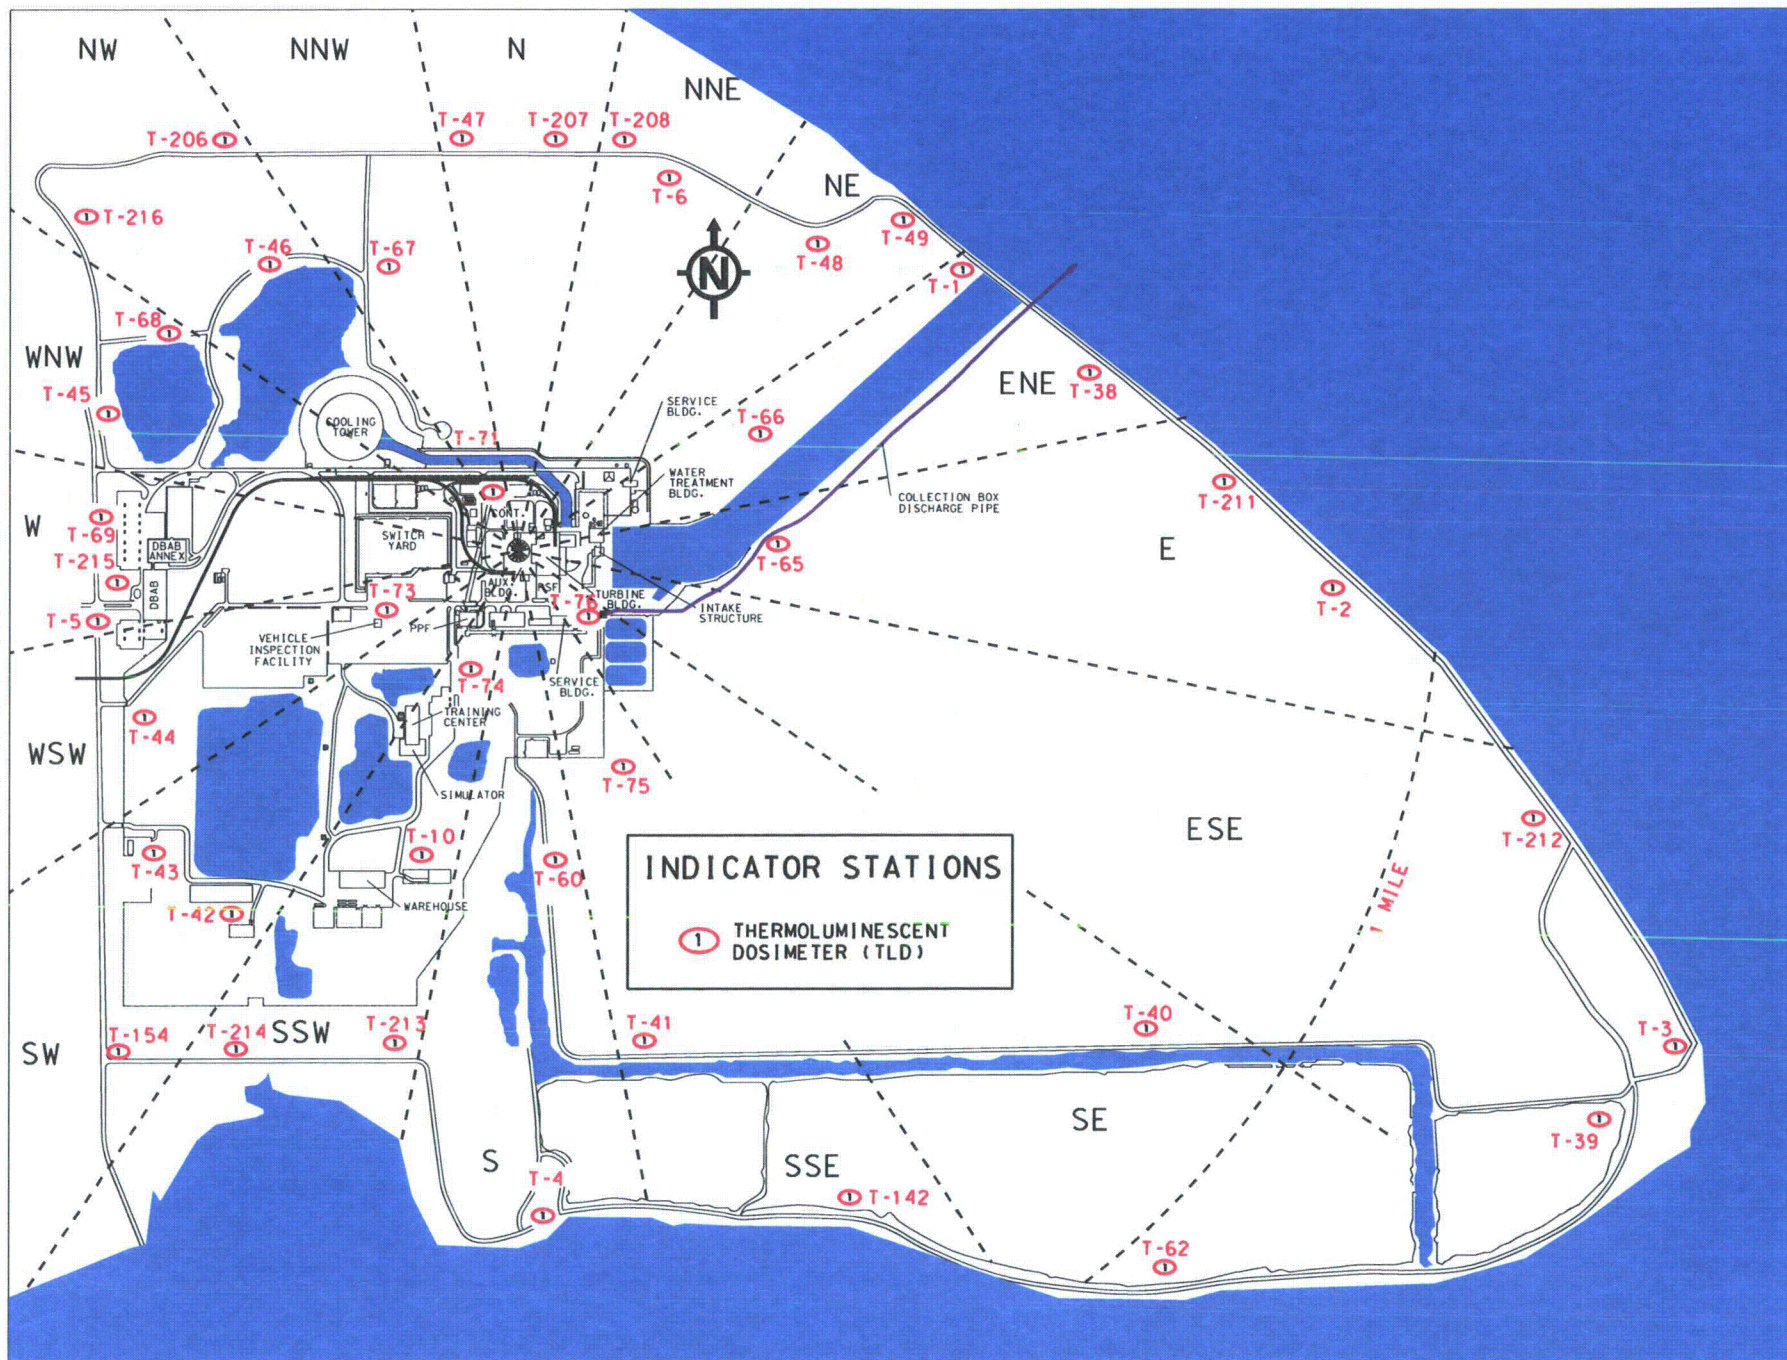 NW
NNW
N
NNE
T-206
T-47
T-207
T-208
T-6
NE
T-216
T-49
T-46
T-67
N
T-48
T-1
T-68
WNW
ENE
T-38
T-45
COOLING
TOWER
T-71
SERVICE
BLDG.
T-66
WATER
TREATMENT
BLDG.
COLLECTION BOX
DISCHARGE PIPE
T-211
W
T-69
CONT.
SWITCH
YARD
DBAB
ANNEX
E
T-215
DBAB
T-73
AUX.
BLDG.
T-65
TURBINE
BLDG.
INTAKE
STRUCTURE
T-2
T-5
T-76
PPF
VEHICLE
INSPECTION
FACILITY
T-74
SERVICE
BLDG.
TRAINING
CENTER
T-44
WSW
T-75
SIMULATOR
ESE
T-212
T-10
T-43
T-60
INDICATOR STATIONS
1 MILE
WAREHOUSE
T-42
1
THERMOLUMINESCENT
DOSIMETER (TLD)
SW
T-154
T-214
SSW
T-213
T-41
T-40
T-3
S
T-4
SSE
SE
T-39
T-142
T-62